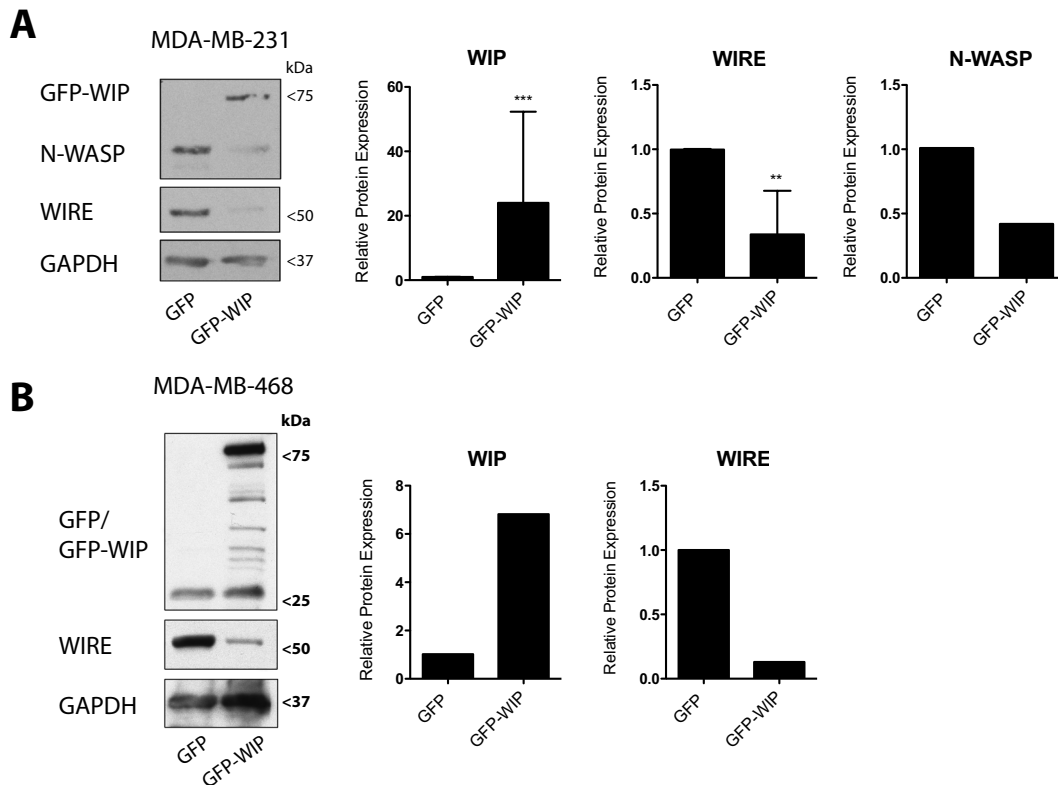 A
MDA-MB-231
kDa
GFP-WIP
<75
N-WASP
WIRE
<50
GAPDH
<37
GFP
GFP-WIP
WIP
Relative Protein Expression
60
40
20
0
***
GFP
GFP-WIP
WIRE
Relative Protein Expression
1.5
1.0
0.5
0.0
**
GFP
GFP-WIP
N-WASP
Relative Protein Expression
1.5
1.0
0.5
0.0
GFP
GFP-WIP
B
MDA-MB-468
kDa
<75
GFP/
GFP-WIP
<25
WIRE
<50
GAPDH
<37
GFP
GFP-WIP
WIP
Relative Protein Expression
8
6
4
2
0
GFP
GFP-WIP
WIRE
Relative Protein Expression
1.5
1.0
0.5
0.0
GFP
GFP-WIP